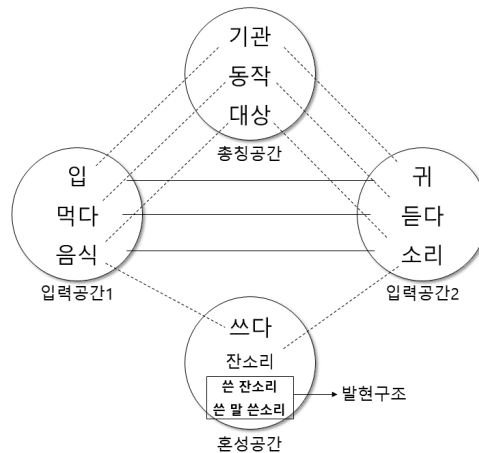 기관
동작
대상
총칭공간
입
먹다
음식
입력공간1
귀
듣다
소리
입력공간2
쓰다
잔소리
쓴 잔소리
쓴 말 쓴소리
발현구조
혼성공간